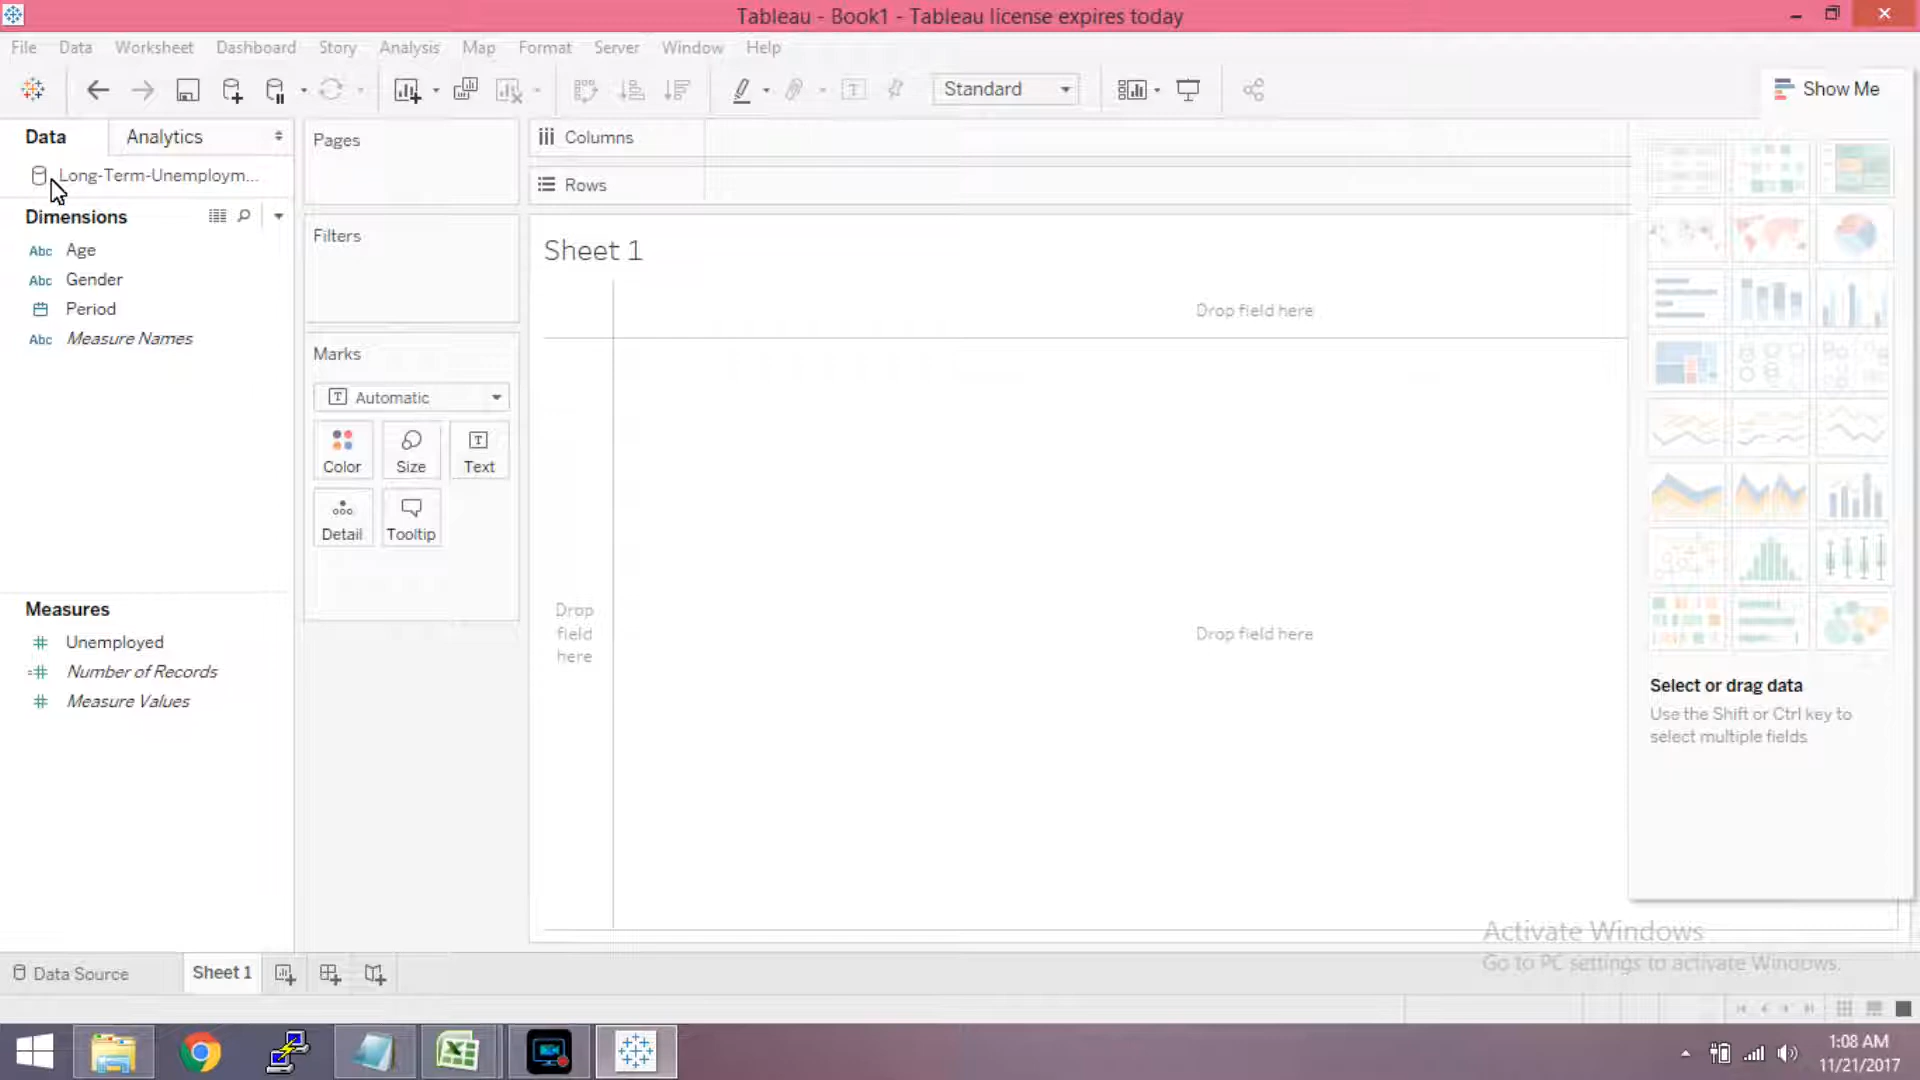 Tableau - Book1 - Tableau license expires today
File Data Worksheet Dashboard Story Analysis Map Format Server Window Help
Standard
Show Me
Data
Analytics
Long-Term-Unemploym...
Dimensions
Abc Age
Abc Gender
Period
Abc Measure Names
Measures
Unemployed
Number of Records
Measure Values
Pages
Filters
Marks
Automatic
Color
Size
Text
Detail
Tooltip
Columns
Rows
Sheet 1
Drop field here
Drop
field
here
Drop field here
Select or drag data
Use the Shift or Ctrl key to
select multiple fields
Activate Windows
Go to PC settings to activate Windows.
Data Source
Sheet 1
1:08 AM
11/21/2017